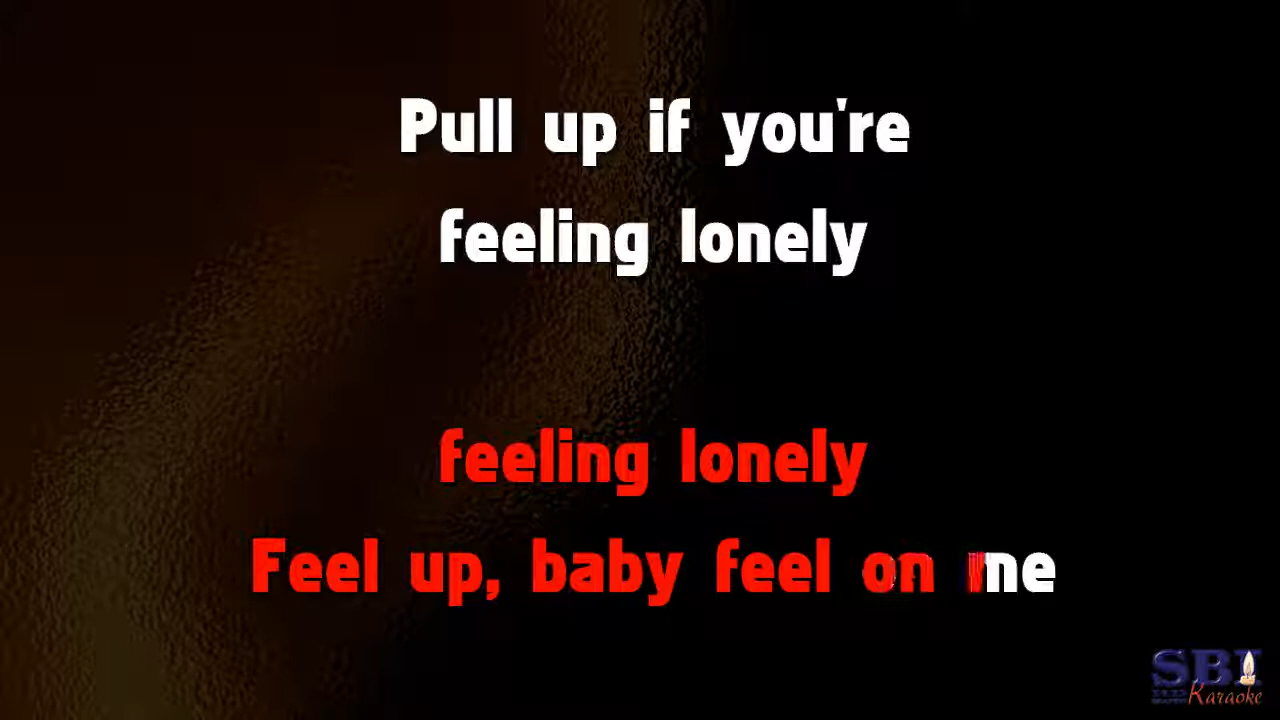 Pull up if you're
feeling lonely
feeling lonely
Feel up, baby feel on me
SBI
Karaoke